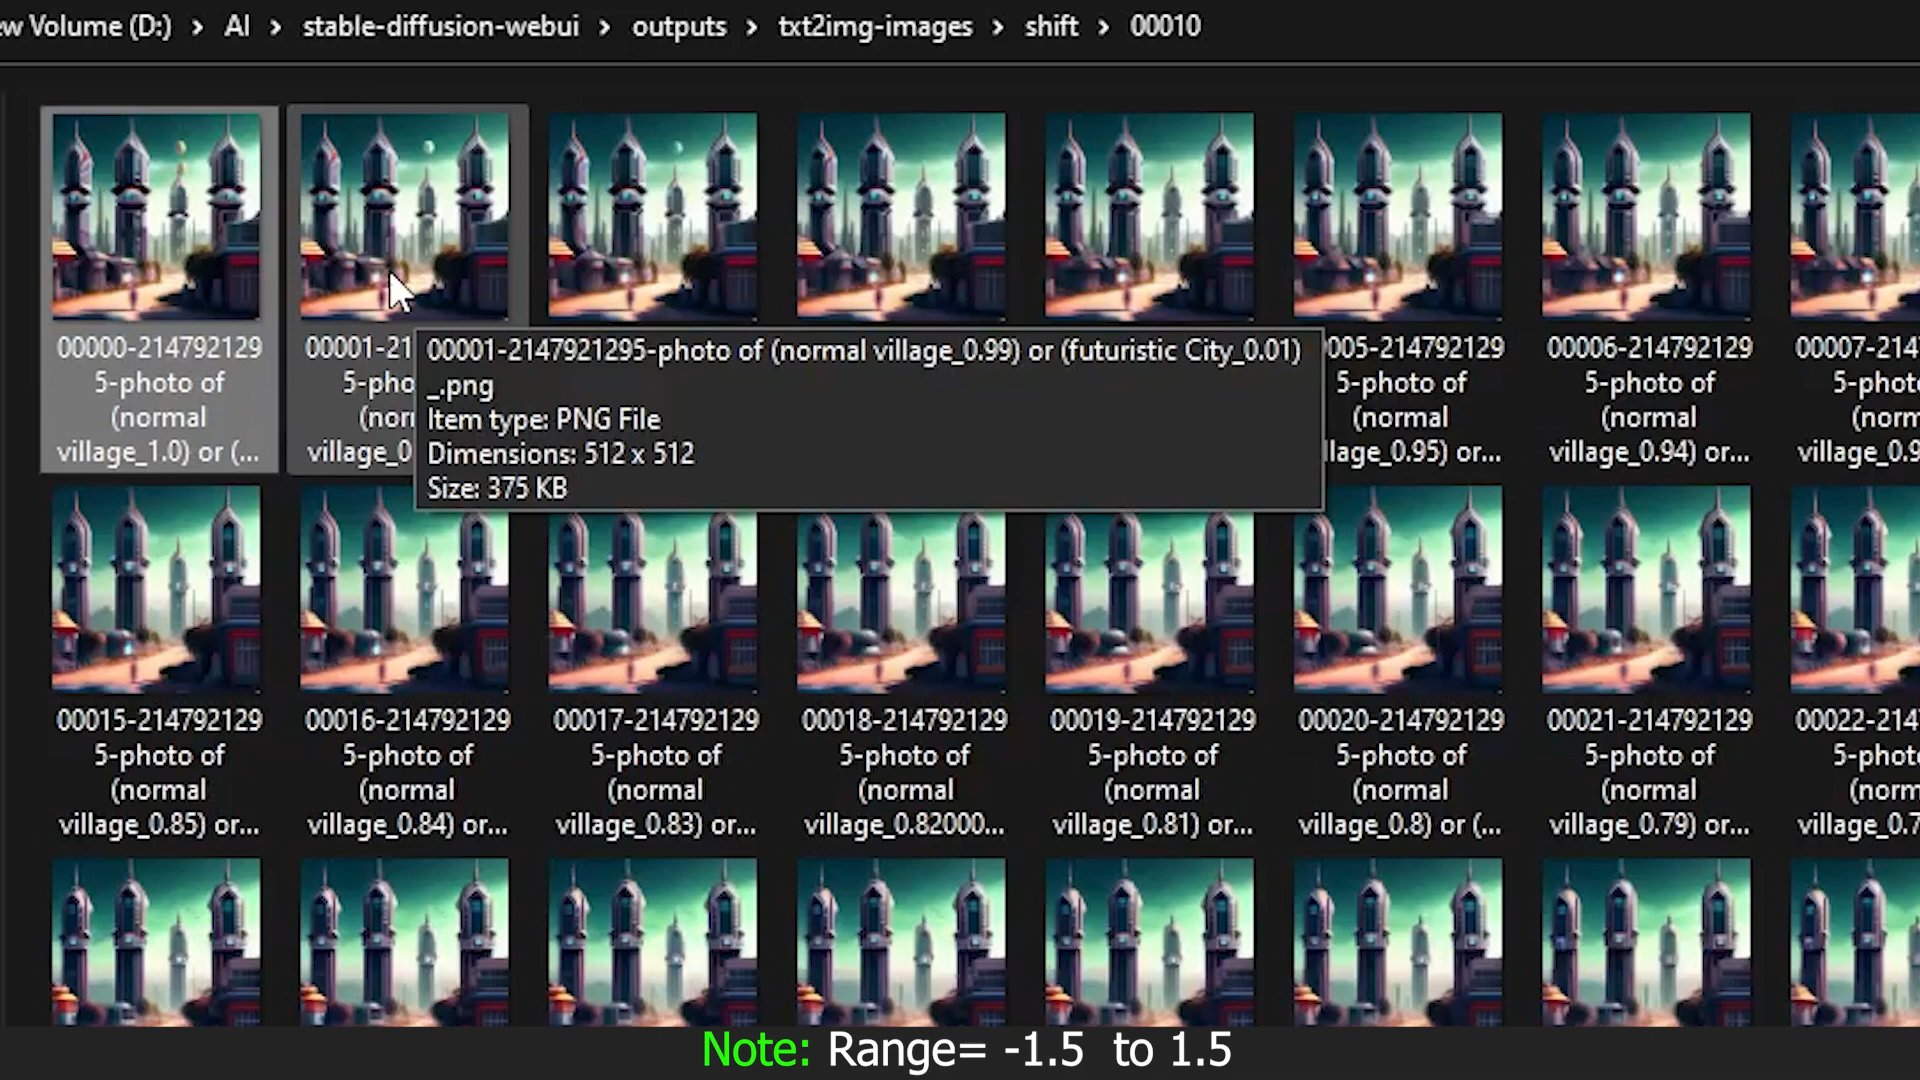 ew Volume (D:) > AI > stable-diffusion-webui > outputs > txt2img-images > shift > 00010
00000-214792129
5-photo of
(normal
village_1.0) or (...
00001-21
5-pho
(nor
village_0
00001-2147921295-photo of (normal village_0.99) or (futuristic City_0.01)
_.png
Item type: PNG File
Dimensions: 512 x 512
Size: 375 KB
005-214792129
5-photo of
(normal
llage_0.95) or...
00006-214792129
5-photo of
(normal
village_0.94) or...
00007-214
5-phot
(norm
village_0.9
00015-214792129
5-photo of
(normal
village_0.85) or...
00016-214792129
5-photo of
(normal
village_0.84) or...
00017-214792129
5-photo of
(normal
village_0.83) or...
00018-214792129
5-photo of
(normal
village_0.82000...
00019-214792129
5-photo of
(normal
village_0.81) or...
00020-214792129
5-photo of
(normal
village_0.8) or (...
00021-214792129
5-photo of
(normal
village_0.79) or...
00022-214
5-phot
(norm
village_0.7
Note: Range= -1.5 to 1.5